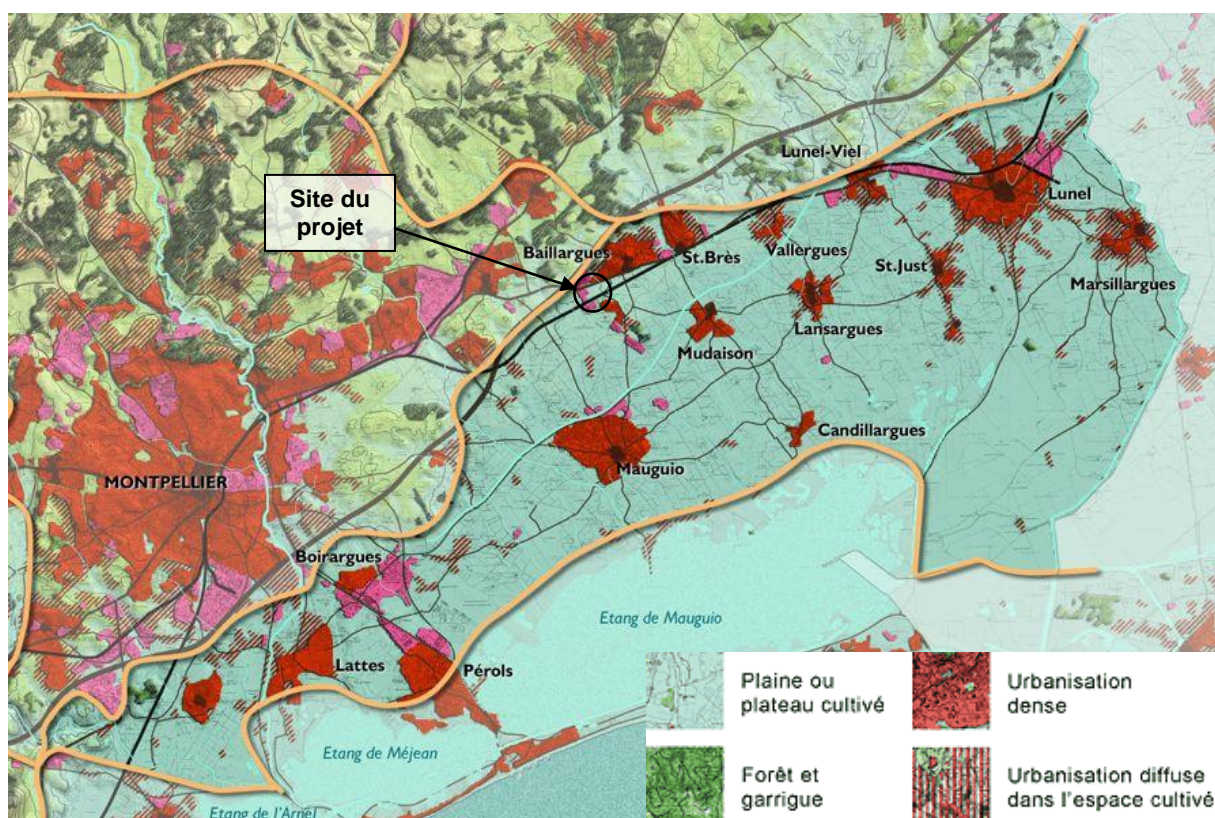 Lunel-Viel
Site du
projet
Lunel
Baillargues
St.Brès
Vallergues
St.Just
Marsillargues
Lansargues
Mudaison
Candillargues
Mauguio
MONTPELLIER
Boirargues
Etang de Mauguio
Lattes
Pérols
Plaine ou
plateau cultivé
Urbanisation
dense
Etang de Méjean
Forêt et
garrigue
Urbanisation diffuse
dans l'espace cultivé
Etang de l'Arnel